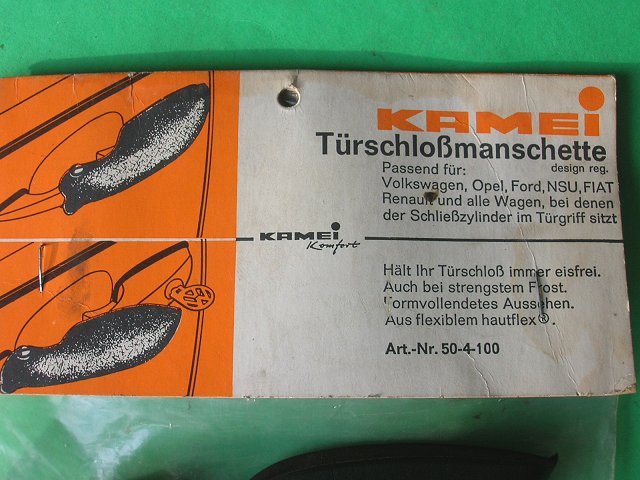 KAMEI
Türschloßmanschette
design reg.
Passend für:
Volkswagen, Opel, Ford, NSU, FIAT
Renault und alle Wagen, bei denen
der Schließzylinder im Türgriff sitzt
KAMEI
Komfort
Hält Ihr Türschloß immer eisfrei.
Auch bei strengstem Frost.
Formvollendetes Aussehen.
Aus flexiblem hautflex®.
Art.-Nr. 50-4-100